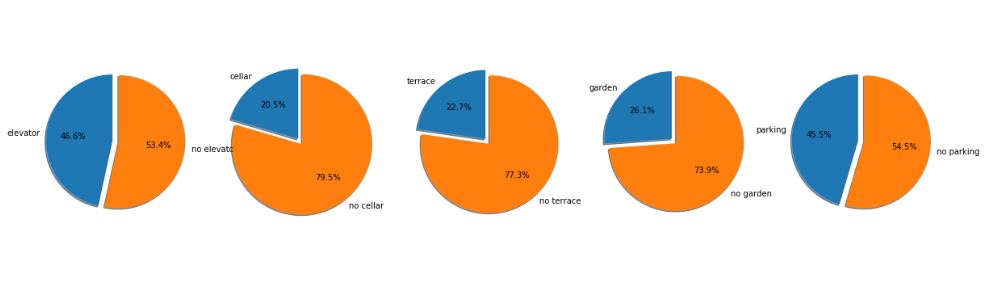 elevator
46.6%
53.4%
no elevato
cellar
20.5%
79.5%
no cellar
terrace
22.7%
77.3%
no terrace
garden
26.1%
73.9%
no garden
parking
45.5%
54.5%
no parking